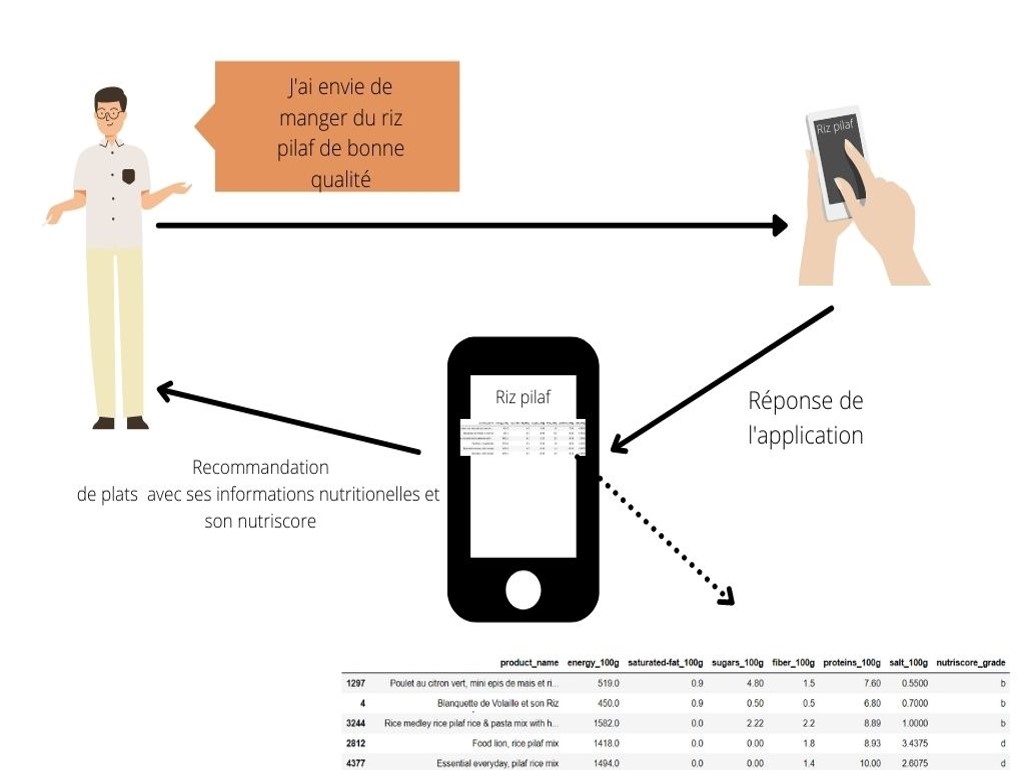 J'ai envie de
manger du riz
pilaf de bonne
qualité
Riz pilaf
Riz pilaf
Réponse de
l'application
Recommandation
de plats avec ses informations nutritionelles et
son nutriscore
product_name energy_100g saturated-fat_100g sugars_100g fiber_100g proteins_100g salt_100g nutriscore_grade
1297 Poulet au citron vert, mini epis de mais et ri... 519.0 0.9 4.80 1.5 7.60 0.5500 b
4 Blanquette de Volaille et son Riz 450.0 0.9 0.50 0.5 6.80 0.7000 b
3244 Rice medley rice pilaf rice & pasta mix with h... 1582.0 0.0 2.22 2.2 8.89 1.0000 b
2812 Food lion, rice pilaf mix 1418.0 0.0 0.00 1.8 8.93 3.4375 d
4377 Essential everyday, pilaf rice mix 1494.0 0.0 0.00 1.4 10.00 2.6075 d